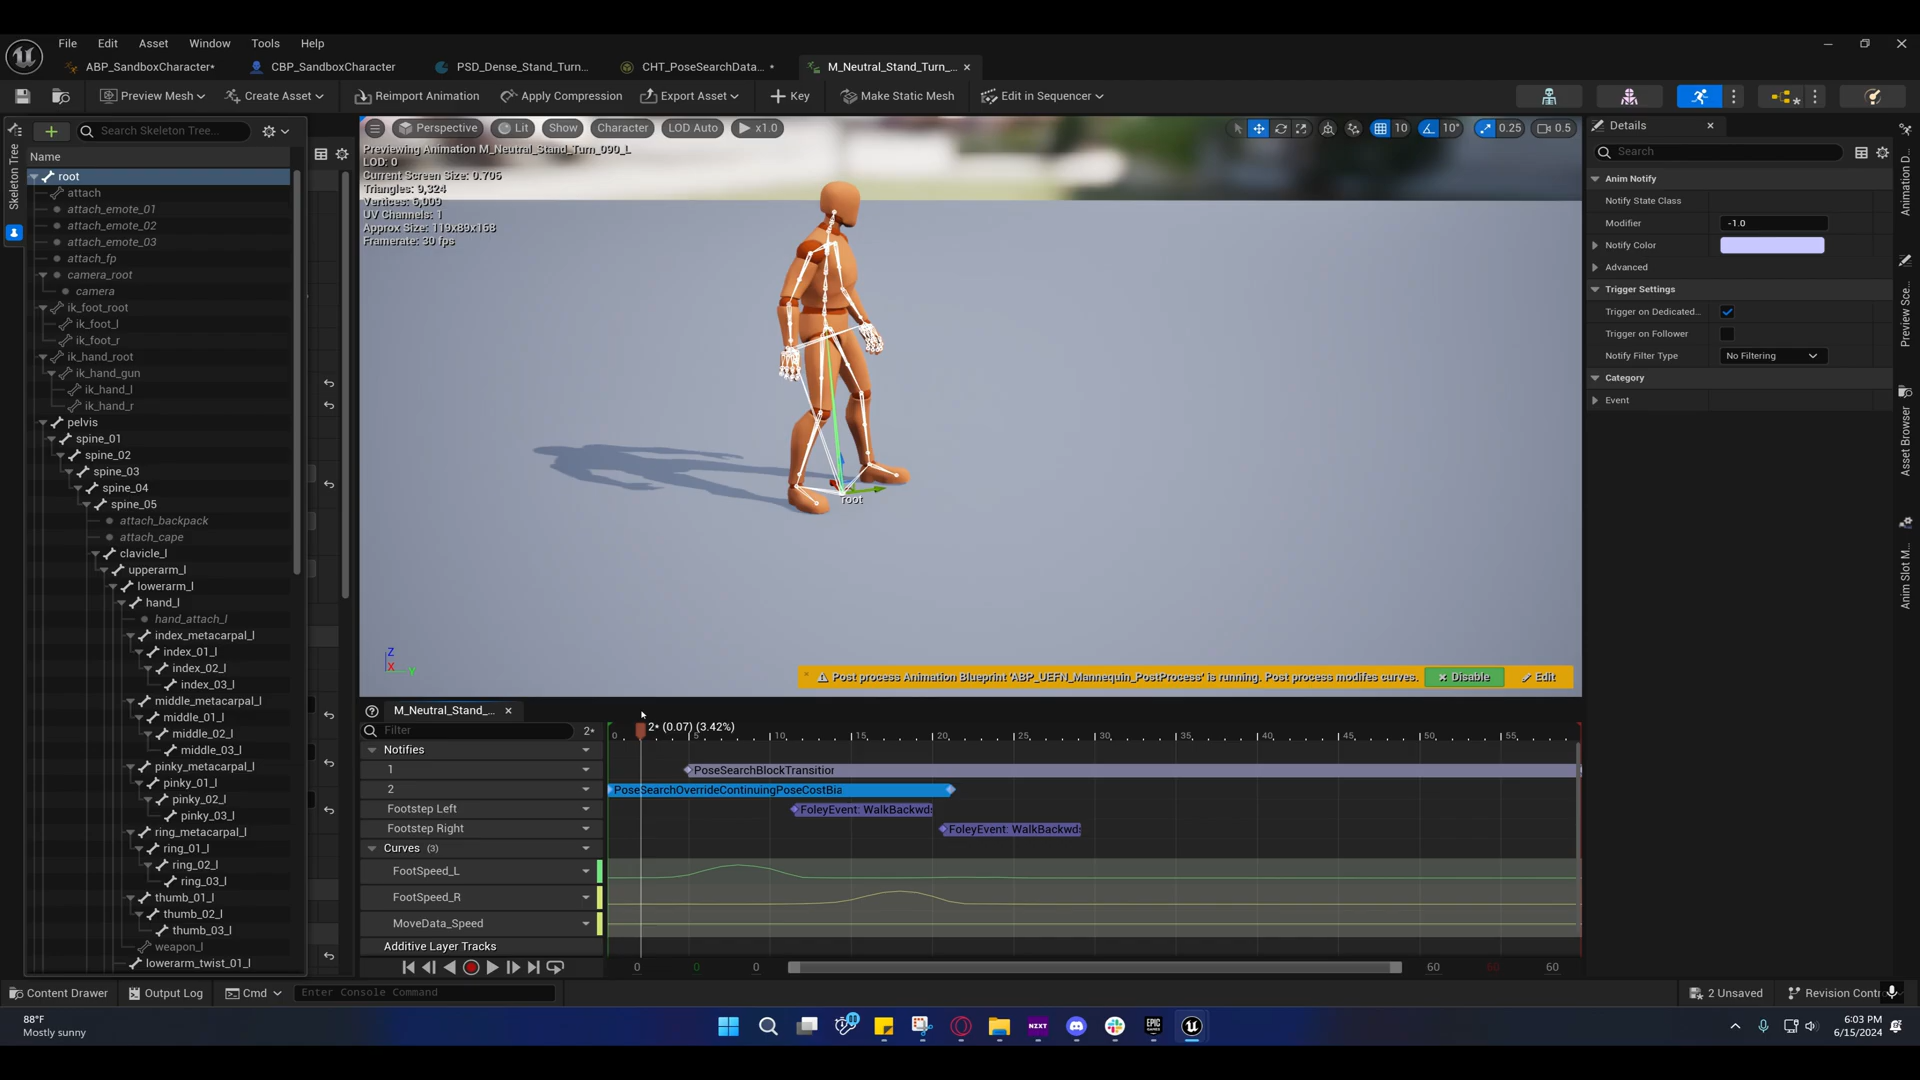 File Edit Asset Window Tools Help
ABP_SandboxCharacter* CBP_SandboxCharacter PSD_Dense_Stand_Turn... CHT_PoseSearchData... * M_Neutral_Stand_Turn_...
Preview Mesh Create Asset Reimport Animation Apply Compression Export Asset Key Make Static Mesh Edit in Sequencer
Skeleton Tree
Search Skeleton Tree...
Name
root
attach
attach_emote_01
attach_emote_02
attach_emote_03
attach_fp
camera_root
camera
ik_foot_root
ik_foot_l
ik_foot_r
ik_hand_root
ik_hand_gun
ik_hand_l
ik_hand_r
pelvis
spine_01
spine_02
spine_03
spine_04
spine_05
attach_backpack
attach_cape
clavicle_l
upperarm_l
lowerarm_l
hand_l
hand_attach_l
index_metacarpal_l
index_01_l
index_02_l
index_03_l
middle_metacarpal_l
middle_01_l
middle_02_l
middle_03_l
pinky_metacarpal_l
pinky_01_l
pinky_02_l
pinky_03_l
ring_metacarpal_l
ring_01_l
ring_02_l
ring_03_l
thumb_01_l
thumb_02_l
thumb_03_l
weapon_l
lowerarm_twist_01_l
Perspective Lit Show Character LOD Auto x1.0 10 10° 0.25 0.5
Previewing Animation M_Neutral_Stand_Turn_090_L
LOD: 0
Current Screen Size: 0.706
Triangles: 9,324
Vertices: 6,009
UV Channels: 1
Approx Size: 119x89x168
Framerate: 30 fps
root
Z
X Y
Post process Animation Blueprint 'ABP_UEFN_Mannequin_PostProcess' is running. Post process modifes curves. Disable Edit
M_Neutral_Stand_...
Filter 2*
2* (0.07) (3.42%)
0 5 10 15 20 25 30 35 40 45 50 55
Notifies
1 PoseSearchBlockTransition
2 PoseSearchOverrideContinuingPoseCostBia
Footstep Left FoleyEvent: WalkBackwds
Footstep Right FoleyEvent: WalkBackwds
Curves (3)
FootSpeed_L
FootSpeed_R
MoveData_Speed
Additive Layer Tracks
0 0 0 60 60 60
Details
Search
Anim Notify
Notify State Class
Modifier -1.0
Notify Color
Advanced
Trigger Settings
Trigger on Dedicated...
Trigger on Follower
Notify Filter Type No Filtering
Category
Event
Animation D...
Preview Sce...
Asset Browser
Anim Slot M...
Content Drawer Output Log Cmd Enter Console Command 2 Unsaved Revision Contr
88°F
Mostly sunny
NZXT
EPIC GAMES
6:03 PM
6/15/2024